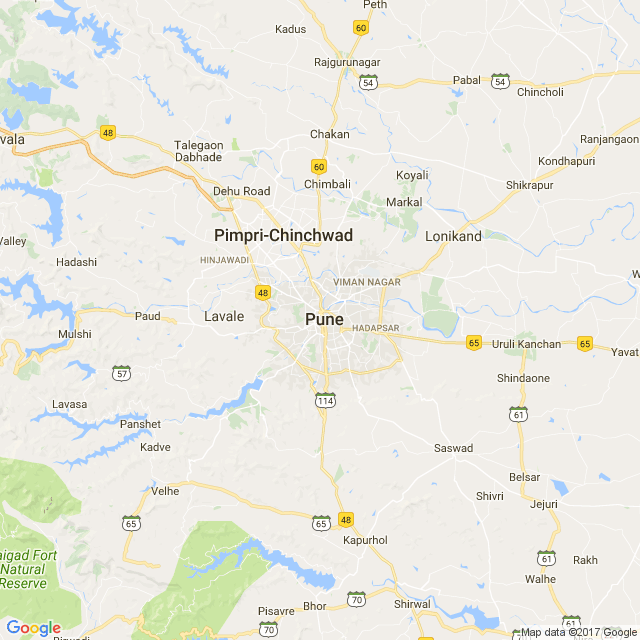 Peth
Kadus
60
Rajgurunagar
54
Pabal
54
Chincholi
48
Chakan
vala
Talegaon
Dabhade
Ranjangaon
Kondhapuri
60
Koyali
Dehu Road
Chimbali
Shikrapur
Markal
Pimpri-Chinchwad
Lonikand
Valley
Hadashi
HINJAWADI
W
VIMAN NAGAR
48
Paud
Lavale
Pune
HADAPSAR
Mulshi
65
Uruli Kanchan
65
Yavat
57
Shindaone
Lavasa
114
61
Panshet
Kadve
Saswad
Belsar
Velhe
Shivri
Jejuri
65
65
48
Kapurhol
aigad Fort
Natural
Reserve
61
Rakh
Walhe
70
70
Bhor
Shirwal
Pisavre
61
Google
Map data ©2017 Google